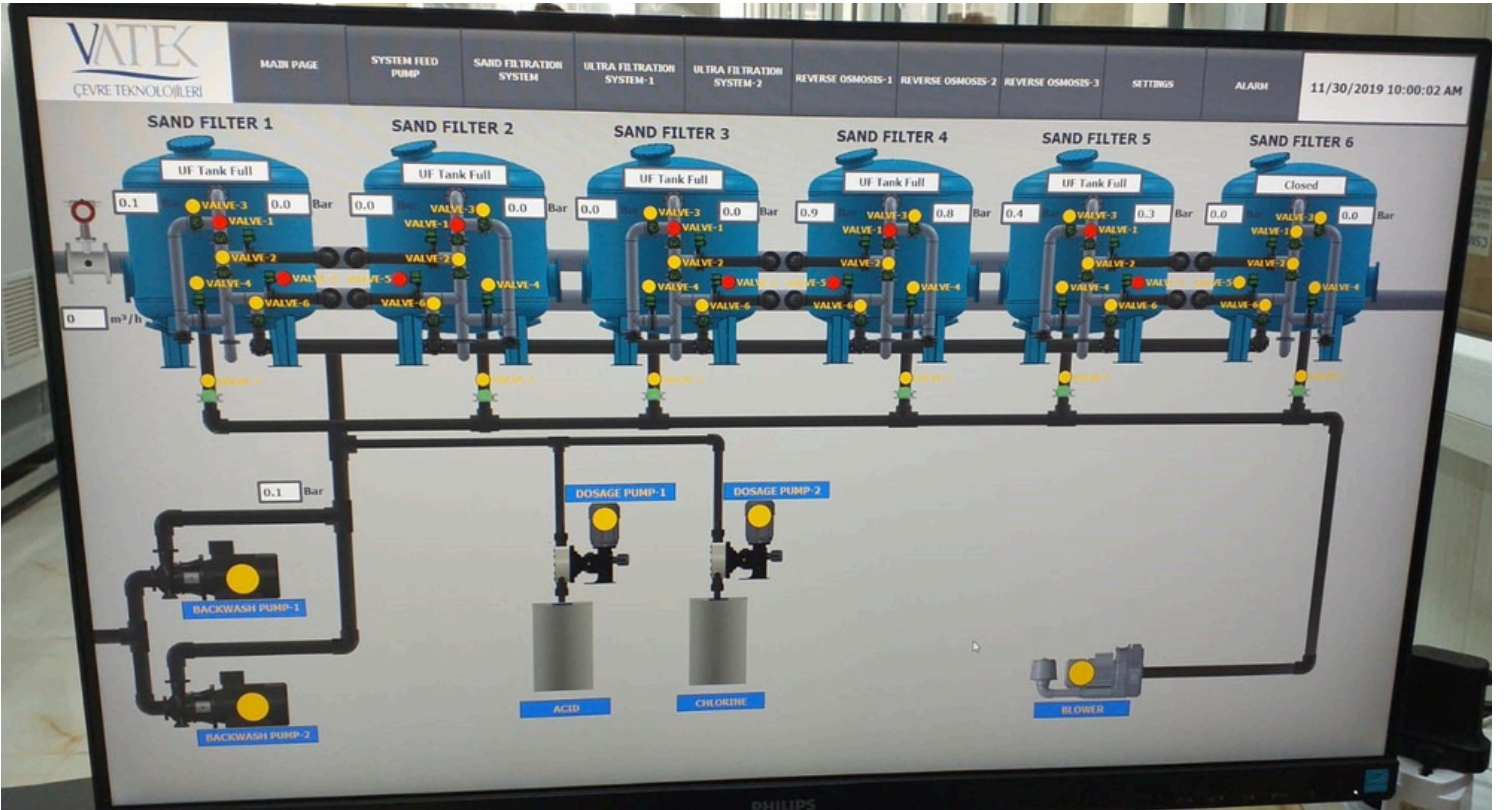 VATEK
ÇEVRE TEKNOLOJİLERİ
MAIN PAGE
SYSTEM FEED
PUMP
SAND FILTRATION
SYSTEM
ULTRA FILTRATION
SYSTEM-1
ULTRA FILTRATION
SYSTEM-2
REVERSE OSMOSIS-1
REVERSE OSMOSIS-2
REVERSE OSMOSIS-3
SETTINGS
ALARM
11/30/2019 10:00:02 AM
SAND FILTER 1
SAND FILTER 2
SAND FILTER 3
SAND FILTER 4
SAND FILTER 5
SAND FILTER 6
UF Tank Full
UF Tank Full
UF Tank Full
UF Tank Full
UF Tank Full
Closed
0.1 Bar
0.0 Bar
0.0 Bar
0.0 Bar
0.0 Bar
0.0 Bar
0.9 Bar
0.8 Bar
0.4 Bar
0.3 Bar
0.0 Bar
0.0 Bar
VALVE-3
VALVE-3
VALVE-3
VALVE-3
VALVE-3
VALVE-3
VALVE-1
VALVE-1
VALVE-1
VALVE-1
VALVE-1
VALVE-1
VALVE-2
VALVE-2
VALVE-2
VALVE-2
VALVE-2
VALVE-2
VALVE-4
VALVE-5
VALVE-4
VALVE-4
VALVE-5
VALVE-4
VALVE-4
VALVE-5
VALVE-4
VALVE-6
VALVE-6
VALVE-6
VALVE-6
VALVE-6
VALVE-6
0 m³/h
0.1 Bar
DOSAGE PUMP-1
DOSAGE PUMP-2
BACKWASH PUMP-1
BACKWASH PUMP-2
ACID
CHLORINE
BLOWER
PHILIPS